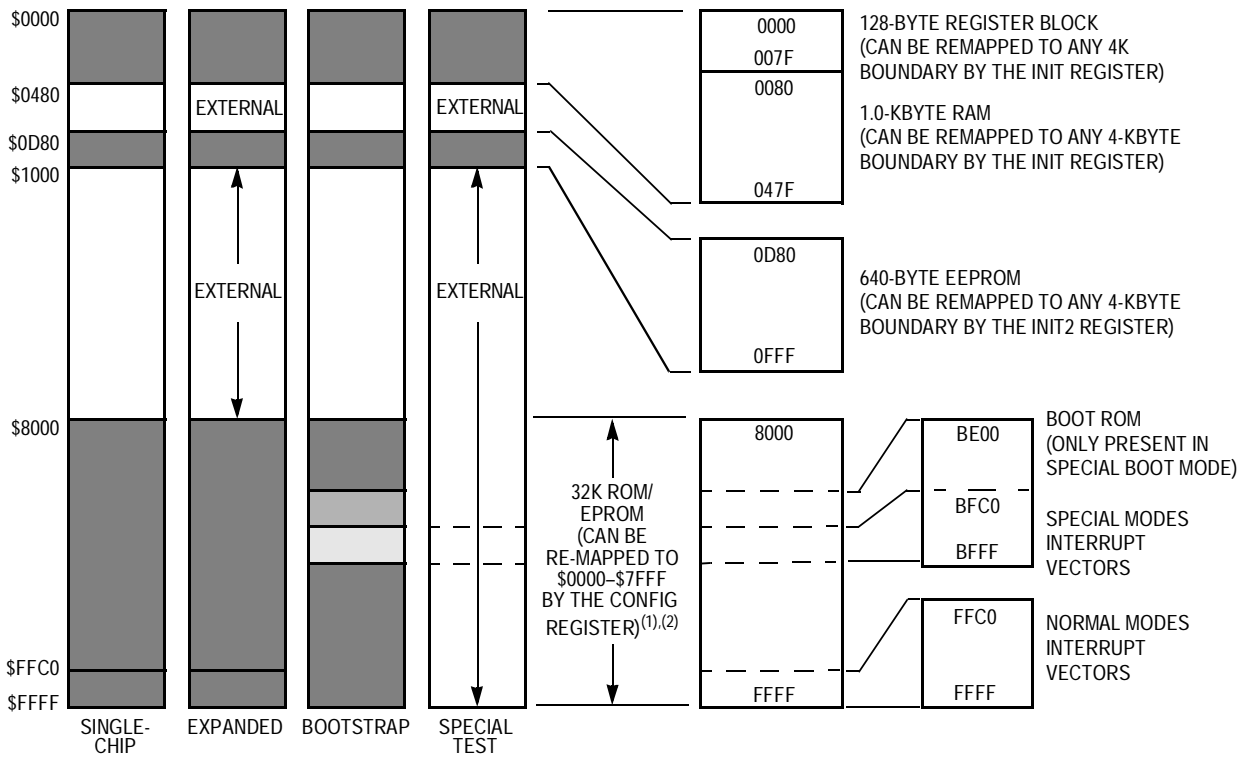 $0000
$0480
$0D80
$1000
$8000
$FFC0
$FFFF
EXTERNAL
EXTERNAL
EXTERNAL
EXTERNAL
SINGLE-
CHIP
EXPANDED
BOOTSTRAP
SPECIAL
TEST
0000
007F
0080
047F
128-BYTE REGISTER BLOCK
(CAN BE REMAPPED TO ANY 4K
BOUNDARY BY THE INIT REGISTER)
1.0-KBYTE RAM
(CAN BE REMAPPED TO ANY 4-KBYTE
BOUNDARY BY THE INIT REGISTER)
0D80
0FFF
640-BYTE EEPROM
(CAN BE REMAPPED TO ANY 4-KBYTE
BOUNDARY BY THE INIT2 REGISTER)
32K ROM/
EPROM
(CAN BE
RE-MAPPED TO
$0000–$7FFF
BY THE CONFIG
REGISTER)(1),(2)
8000
FFFF
BE00
BFC0
BFFF
BOOT ROM
(ONLY PRESENT IN
SPECIAL BOOT MODE)
SPECIAL MODES
INTERRUPT
VECTORS
FFC0
FFFF
NORMAL MODES
INTERRUPT
VECTORS